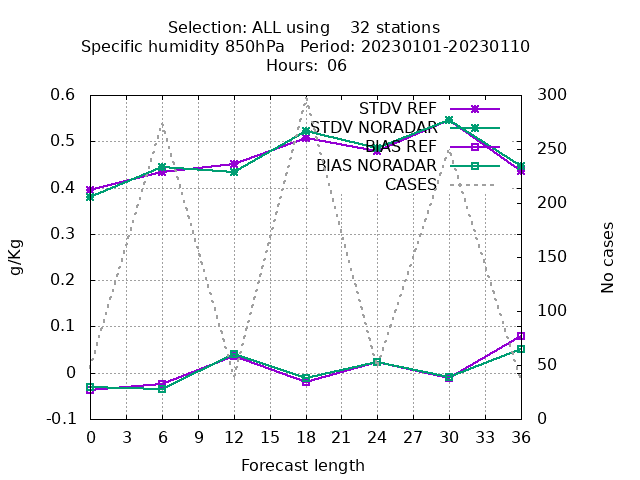 Selection: ALL using    32 stations
Specific humidity 850hPa   Period: 20230101-20230110
Hours: 06
STDV REF
STDV NORADAR
BIAS REF
BIAS NORADAR
CASES
0.6
0.5
0.4
0.3
0.2
0.1
0
-0.1
g/Kg
300
250
200
150
100
50
0
No cases
0 3 6 9 12 15 18 21 24 27 30 33 36
Forecast length